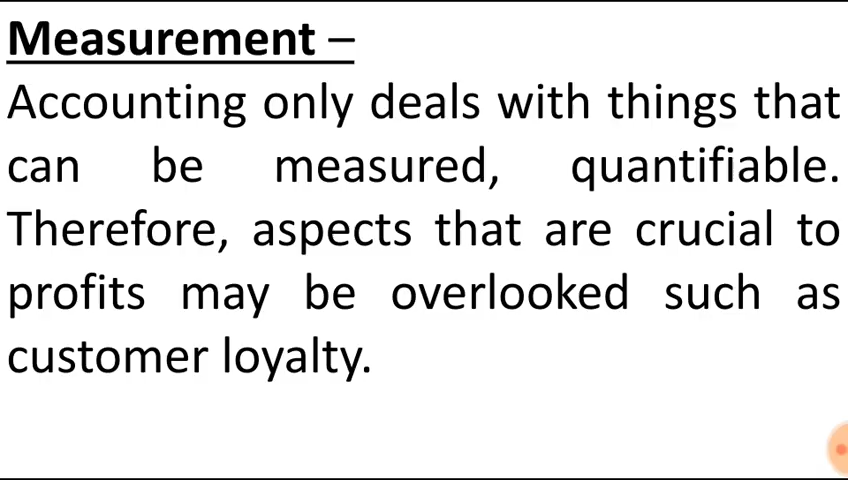 Measurement –
Accounting only deals with things that
can be measured, quantifiable.
Therefore, aspects that are crucial to
profits may be overlooked such as
customer loyalty.